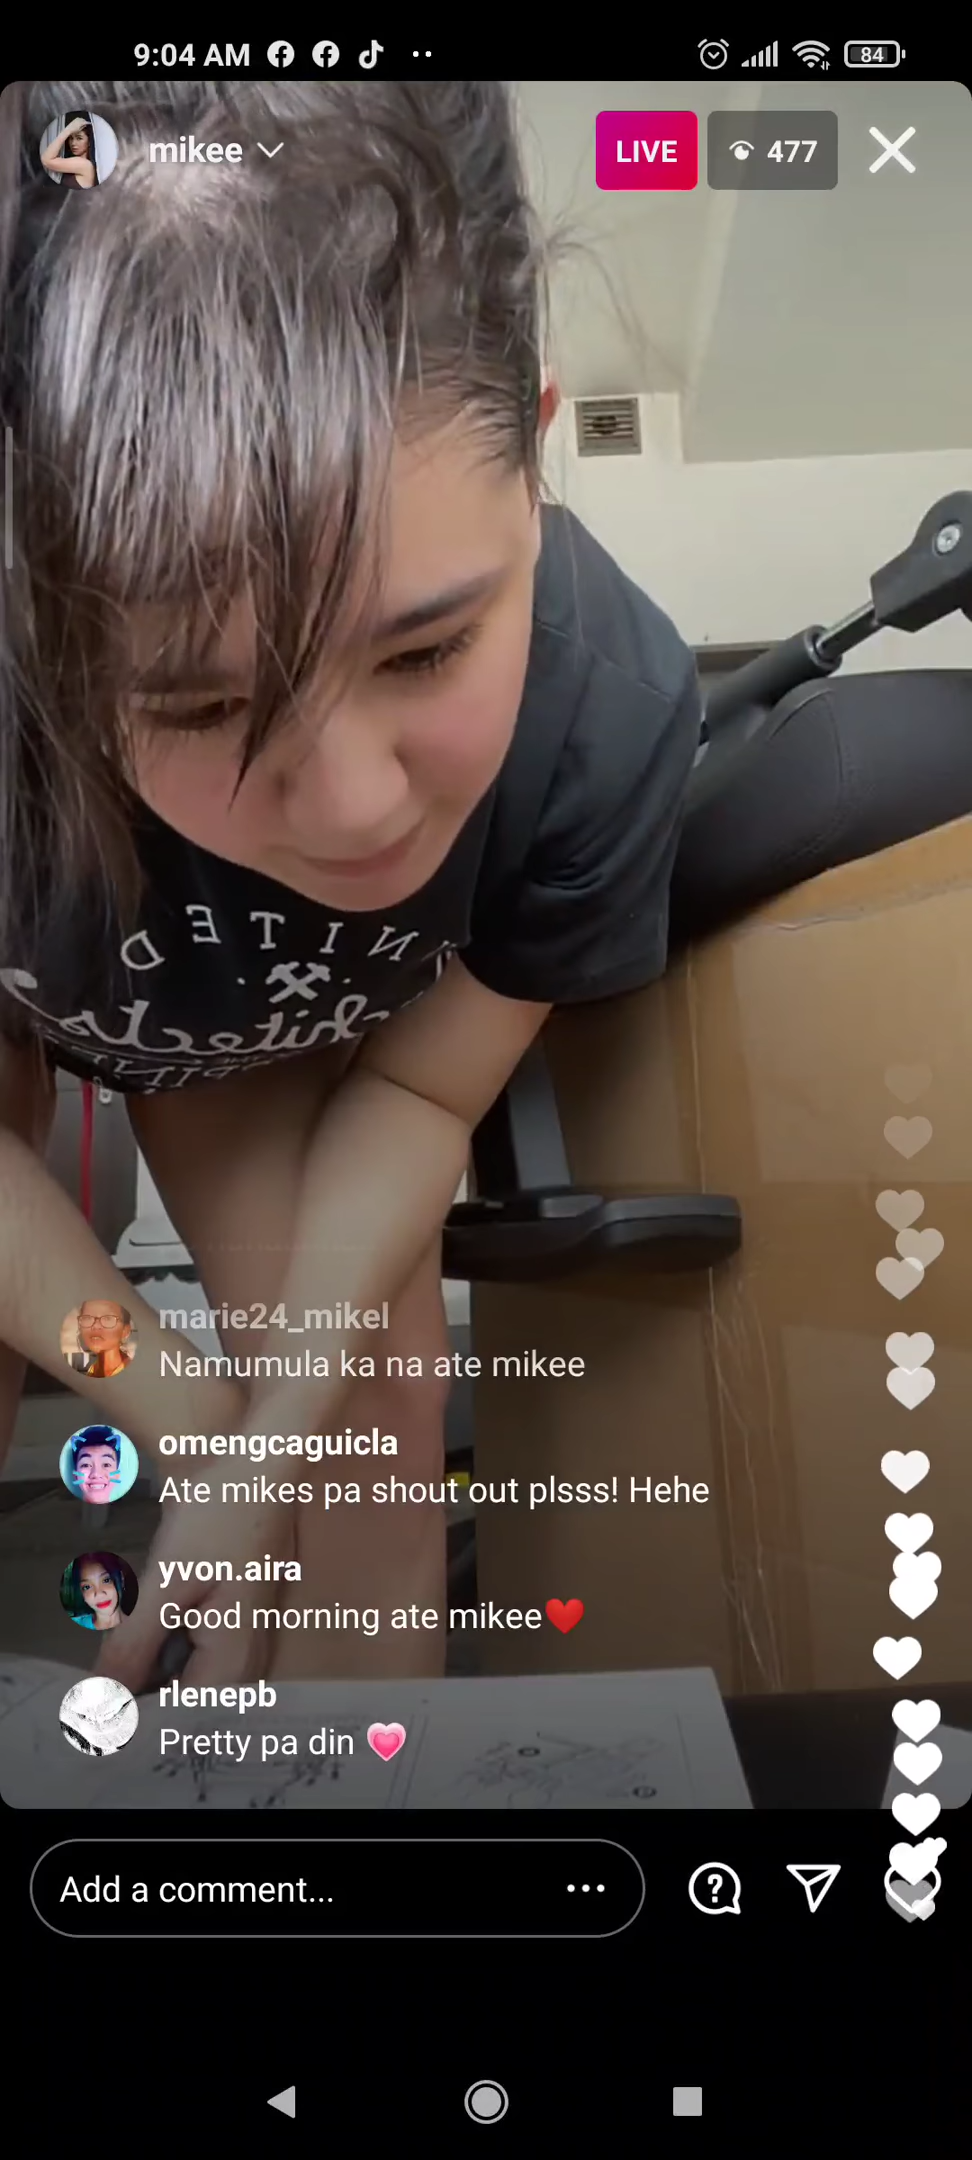 9:04 AM
84
mikee
LIVE
477
UNITED
marie24_mikel
Namumula ka na ate mikee
omengcaguicla
Ate mikes pa shout out plsss! Hehe
yvon.aira
Good morning ate mikee❤️
rlenepb
Pretty pa din 💗
Add a comment...